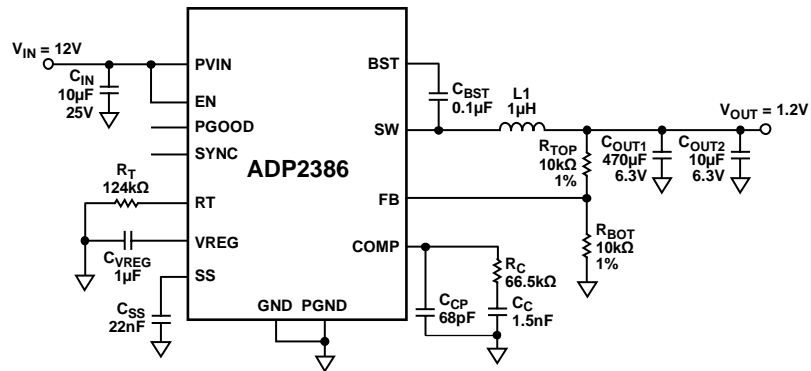 V_IN = 12V
C_IN
10µF
25V
PVIN
EN
PGOOD
SYNC
R_T
124kΩ
RT
VREG
C_VREG
1µF
SS
C_SS
22nF
ADP2386
GND PGND
BST
SW
FB
COMP
C_BST
0.1µF
L1
1µH
V_OUT = 1.2V
R_TOP
10kΩ
1%
C_OUT1
470µF
6.3V
C_OUT2
10µF
6.3V
R_BOT
10kΩ
1%
R_C
66.5kΩ
C_CP
68pF
C_C
1.5nF